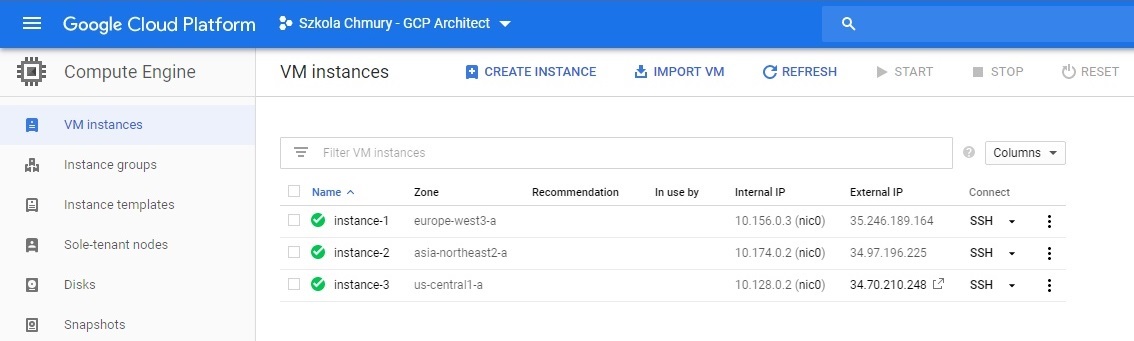 Google Cloud Platform Szkola Chmury - GCP Architect
Compute Engine VM instances CREATE INSTANCE IMPORT VM REFRESH START STOP RESET
VM instances
Instance groups
Instance templates
Sole-tenant nodes
Disks
Snapshots
Filter VM instances ? Columns
Name Zone Recommendation In use by Internal IP External IP Connect
instance-1 europe-west3-a 10.156.0.3 (nic0) 35.246.189.164 SSH
instance-2 asia-northeast2-a 10.174.0.2 (nic0) 34.97.196.225 SSH
instance-3 us-central1-a 10.128.0.2 (nic0) 34.70.210.248 SSH